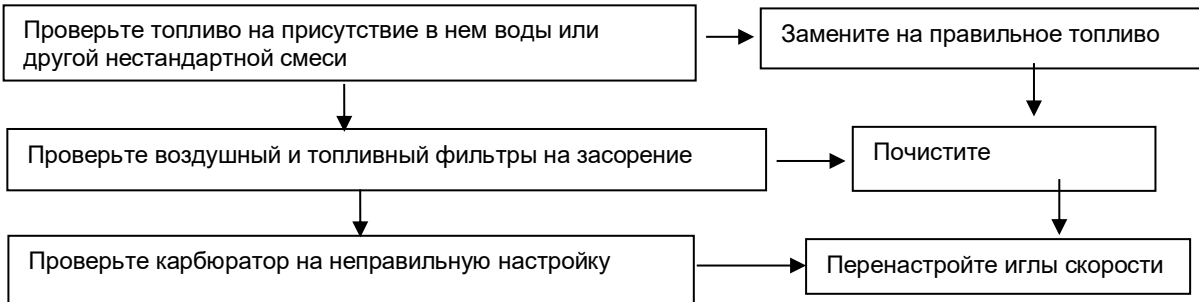 Проверьте топливо на присутствие в нем воды или
другой нестандартной смеси
Замените на правильное топливо
Проверьте воздушный и топливный фильтры на засорение
Почистите
Проверьте карбюратор на неправильную настройку
Перенастройте иглы скорости